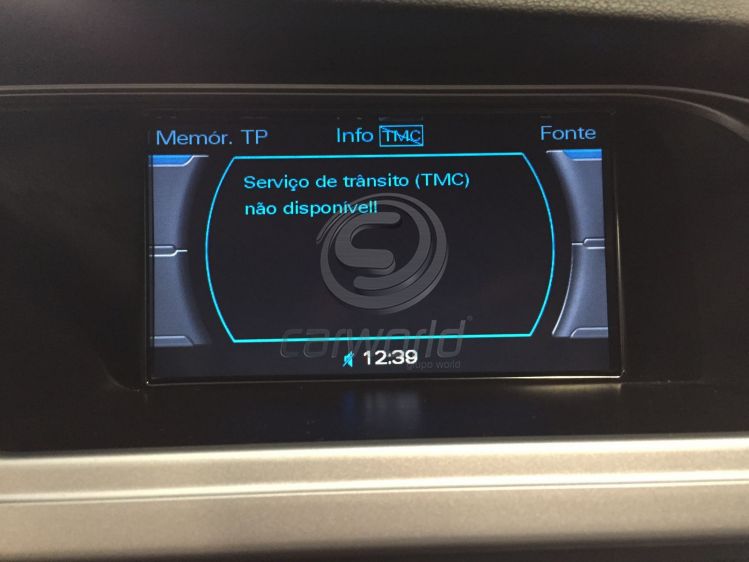 Memór. TP
Info TMC
Fonte
Serviço de trânsito (TMC)
não disponível!
carworld
grupo world
12:39